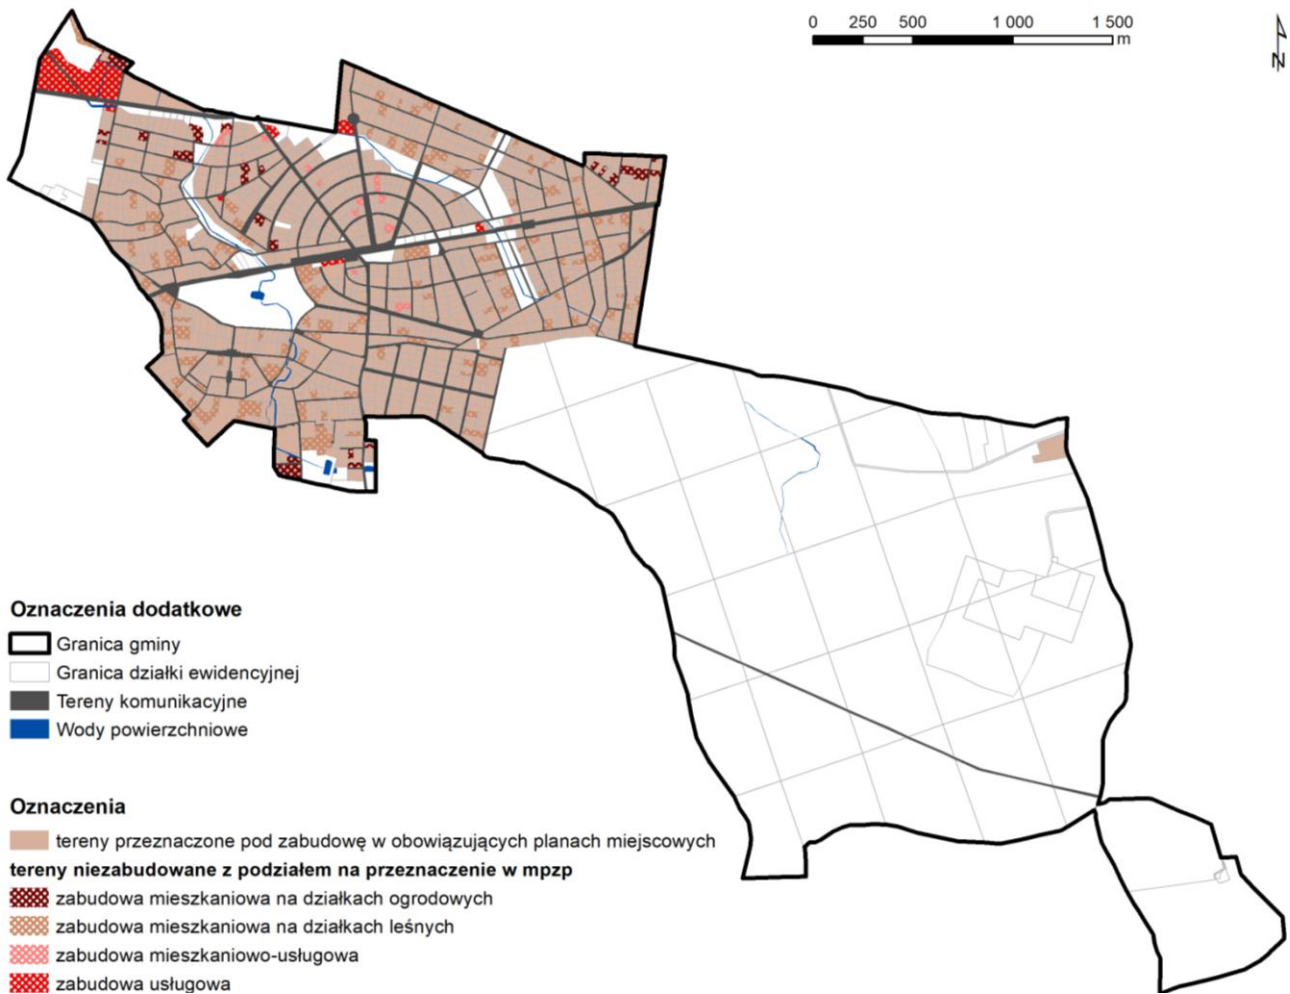 0 250 500 1 000 1 500
m
N
Oznaczenia dodatkowe
Granica gminy
Granica działki ewidencyjnej
Tereny komunikacyjne
Wody powierzchniowe
Oznaczenia
tereny przeznaczone pod zabudowę w obowiązujących planach miejscowych
tereny niezabudowane z podziałem na przeznaczenie w mpzp
zabudowa mieszkaniowa na działkach ogrodowych
zabudowa mieszkaniowa na działkach leśnych
zabudowa mieszkaniowo-usługowa
zabudowa usługowa